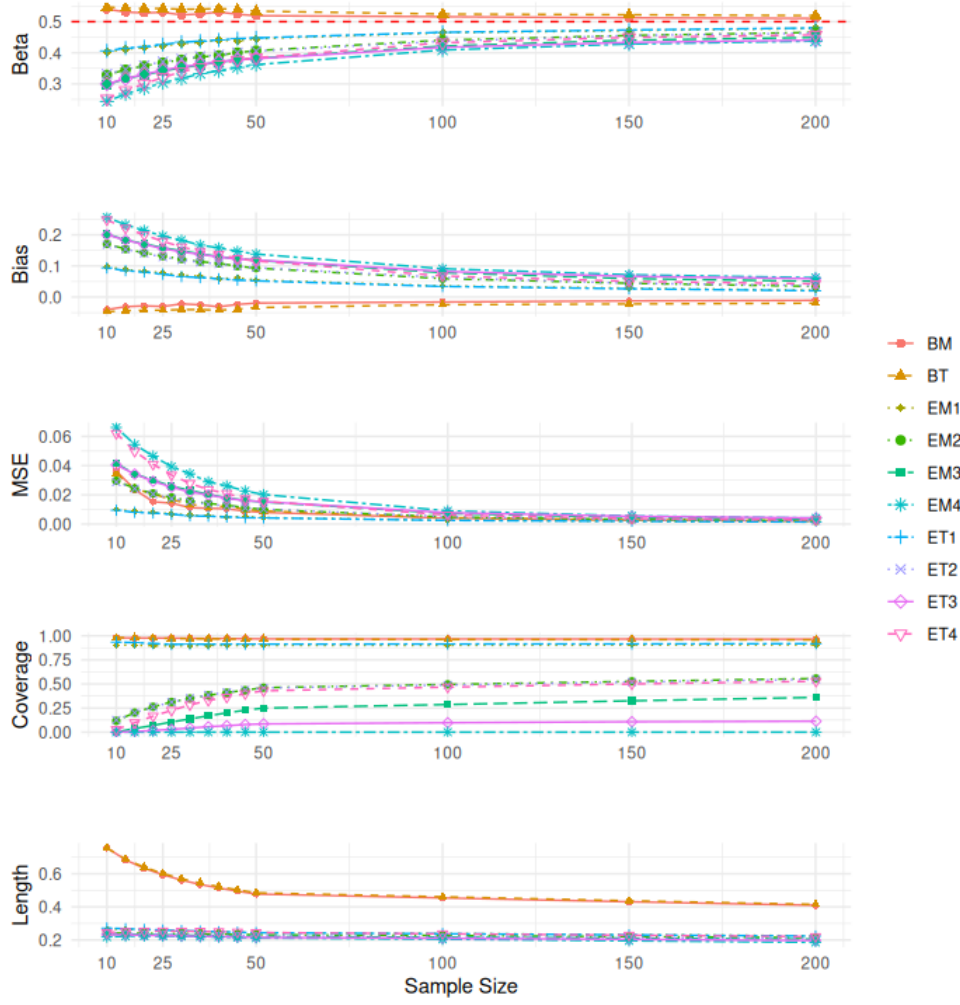 Beta
0.5
0.4
0.3
10 25 50 100 150 200
Bias
0.2
0.1
0.0
10 25 50 100 150 200
MSE
0.06
0.04
0.02
0.00
10 25 50 100 150 200
Coverage
1.00
0.75
0.50
0.25
0.00
10 25 50 100 150 200
Length
0.6
0.4
0.2
10 25 50 100 150 200
Sample Size
BM
BT
EM1
EM2
EM3
EM4
ET1
ET2
ET3
ET4